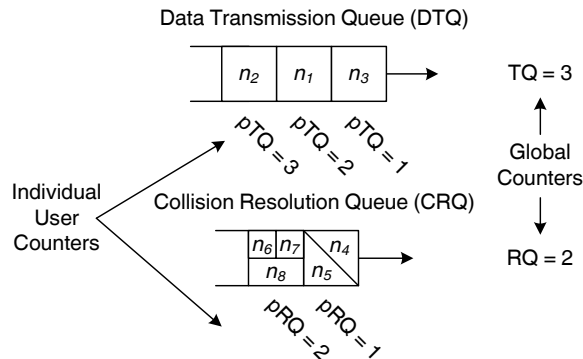 Data Transmission Queue (DTQ)
n2 n1 n3
TQ = 3
pTQ = 3
pTQ = 2
pTQ = 1
Global
Counters
Individual
User
Counters
Collision Resolution Queue (CRQ)
n6 n7 n4
n8 n5
RQ = 2
pRQ = 2
pRQ = 1